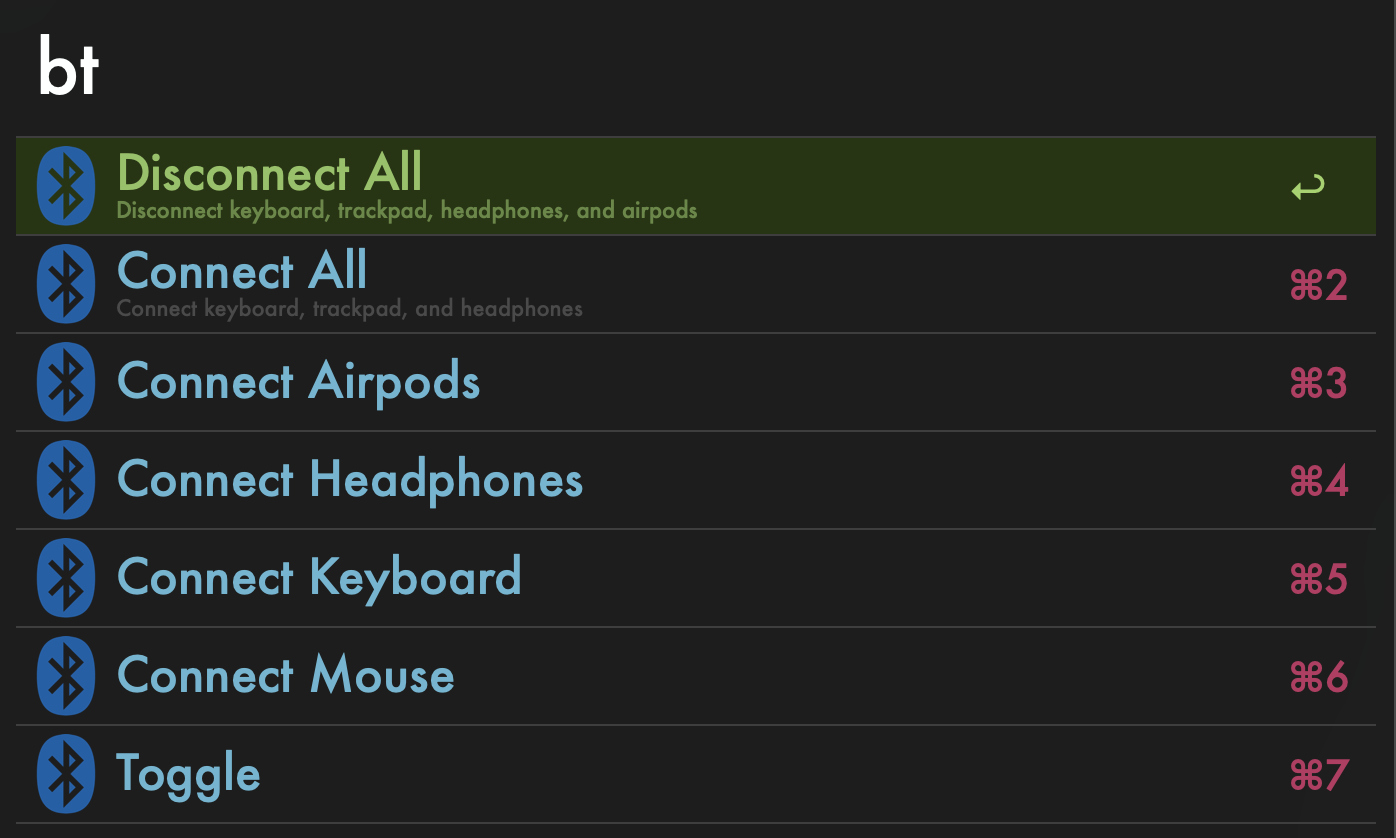 bt
Disconnect All
Disconnect keyboard, trackpad, headphones, and airpods
Connect All
⌘2
Connect keyboard, trackpad, and headphones
Connect Airpods
⌘3
Connect Headphones
⌘4
Connect Keyboard
⌘5
Connect Mouse
⌘6
Toggle
⌘7